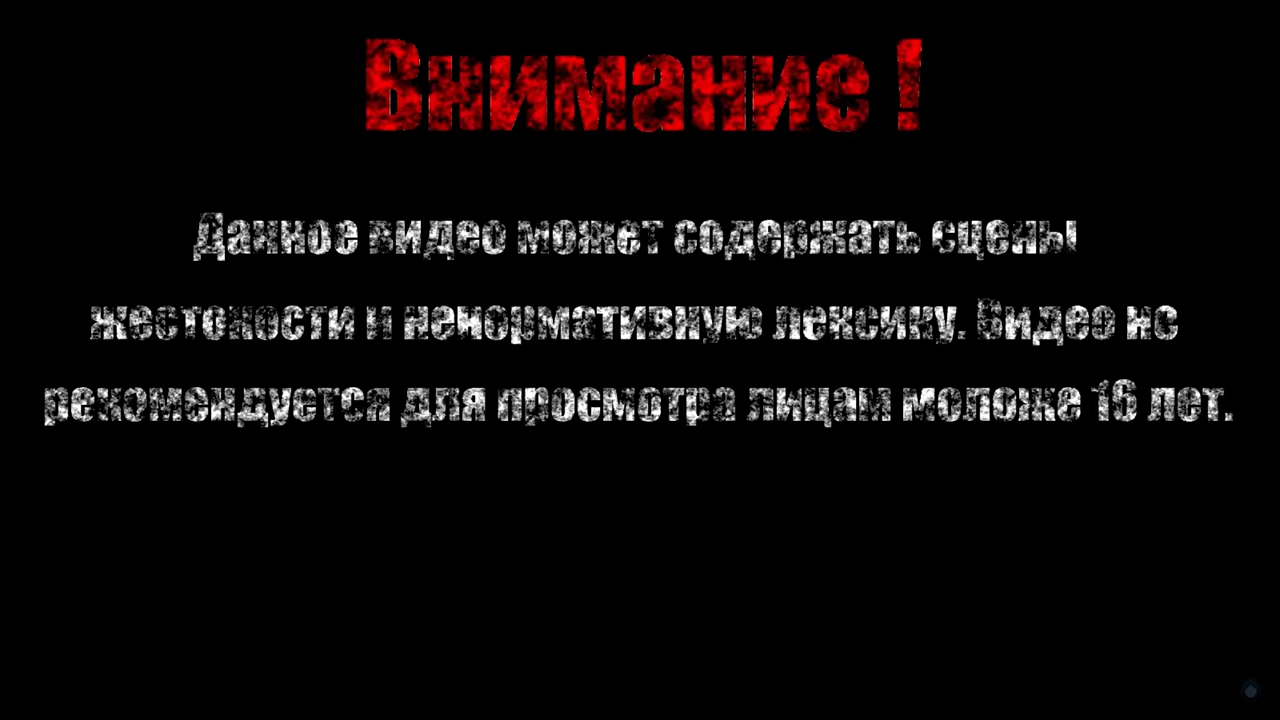 Внимание !
Данное видео может содержать сцены
жестокости и ненормативную лексику. Видео не
рекомендуется для просмотра лицам моложе 16 лет.